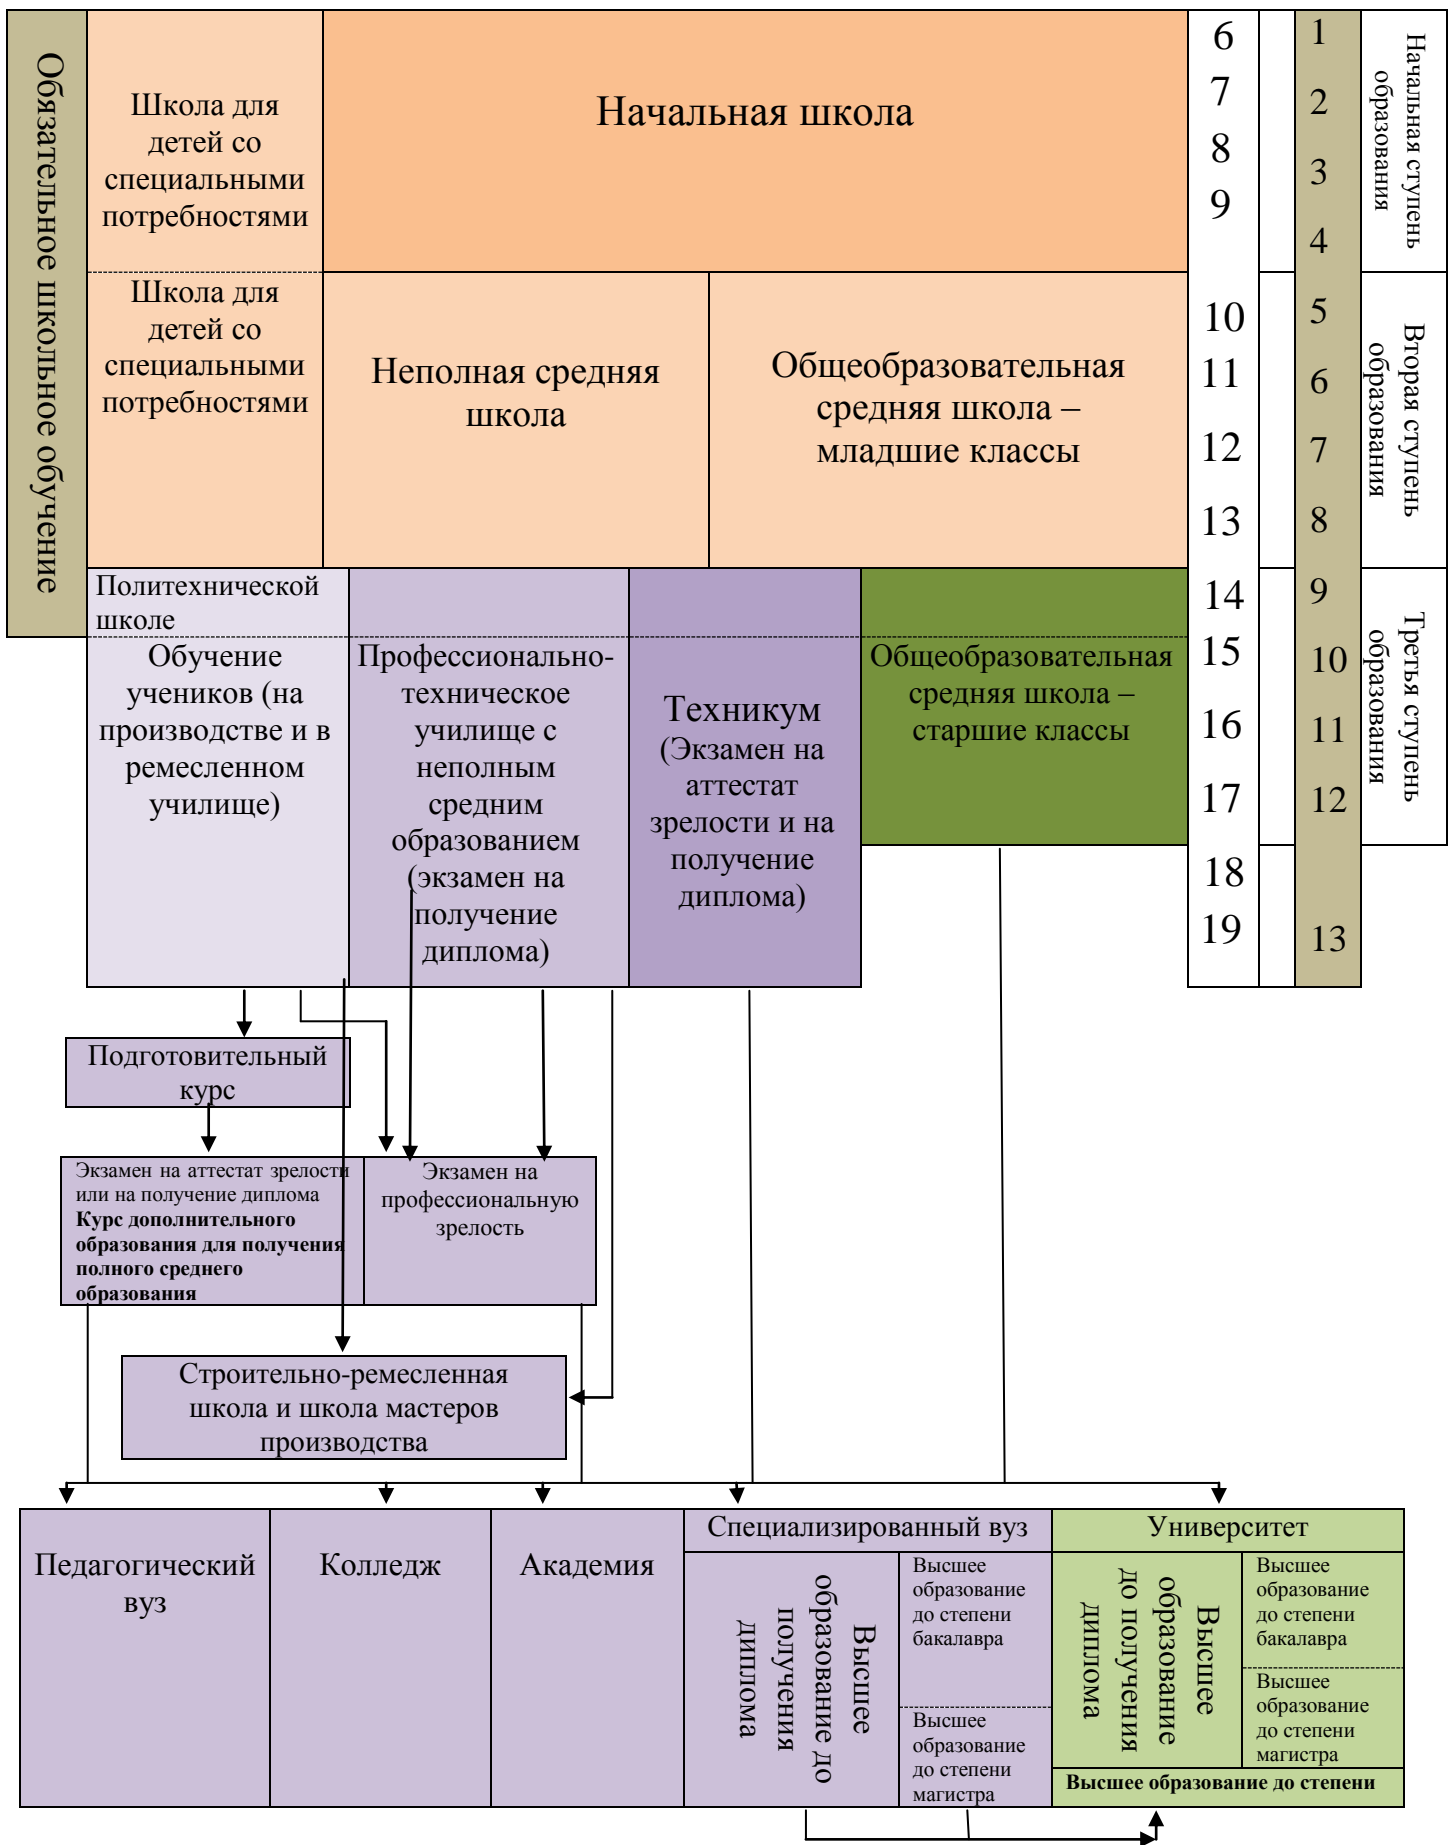 Обязательное школьное обучение
Школа для
детей со
специальными
потребностями
Начальная школа
6
7
8
9
1
2
3
4
Начальная ступень
образования
Школа для
детей со
специальными
потребностями
Неполная средняя
школа
Общеобразовательная
средняя школа –
младшие классы
10
11
12
13
5
6
7
8
Вторая ступень
образования
Политехнической
школе
Обучение
учеников (на
производстве и в
ремесленном
училище)
Профессионально-
техническое
училище с
неполным
средним
образованием
(экзамен на
получение
диплома)
Техникум
(Экзамен на
аттестат
зрелости и на
получение
диплома)
Общеобразовательная
средняя школа –
старшие классы
14
15
16
17
18
19
9
10
11
12
13
Третья ступень
образования
Подготовительный
курс
Экзамен на аттестат зрелости
или на получение диплома
Курс дополнительного
образования для получения
полного среднего
образования
Экзамен на
профессиональную
зрелость
Строительно-ремесленная
школа и школа мастеров
производства
Педагогический
вуз
Колледж
Академия
Специализированный вуз
Высшее
образование до
получения
диплома
Высшее
образование
до степени
бакалавра
Высшее
образование
до степени
магистра
Университет
Высшее
образование
до получения
диплома
Высшее
образование
до степени
бакалавра
Высшее
образование
до степени
магистра
Высшее образование до степени